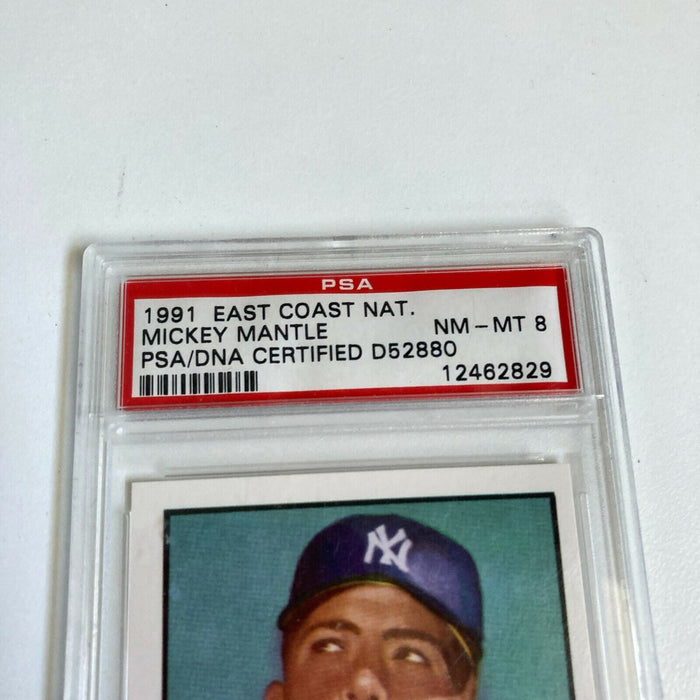 PSA
1991 EAST COAST NAT.
MICKEY MANTLE NM - MT 8
PSA/DNA CERTIFIED D52880
12462829
NY